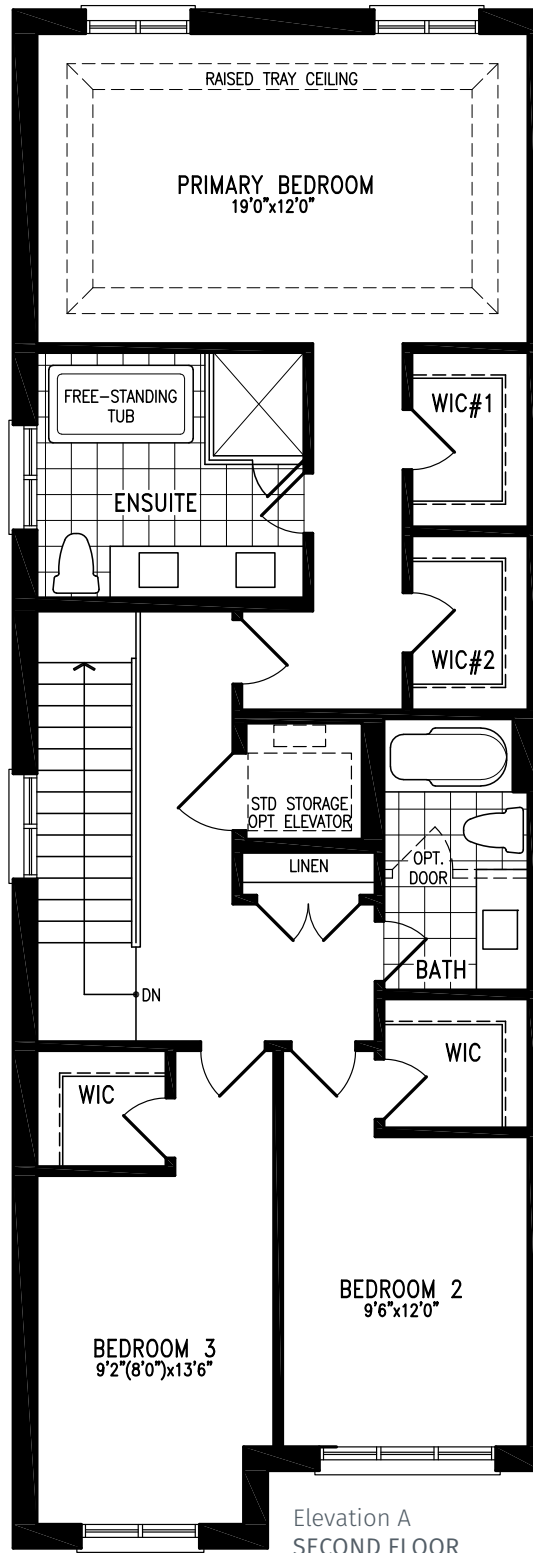 RAISED TRAY CEILING
PRIMARY BEDROOM
19'0"x12'0"
FREE-STANDING
TUB
WIC#1
ENSUITE
WIC#2
STD STORAGE
OPT ELEVATOR
LINEN
OPT.
DOOR
BATH
DN
WIC
WIC
BEDROOM 2
9'6"x12'0"
BEDROOM 3
9'2"(8'0")x13'6"
Elevation A
SECOND FLOOR